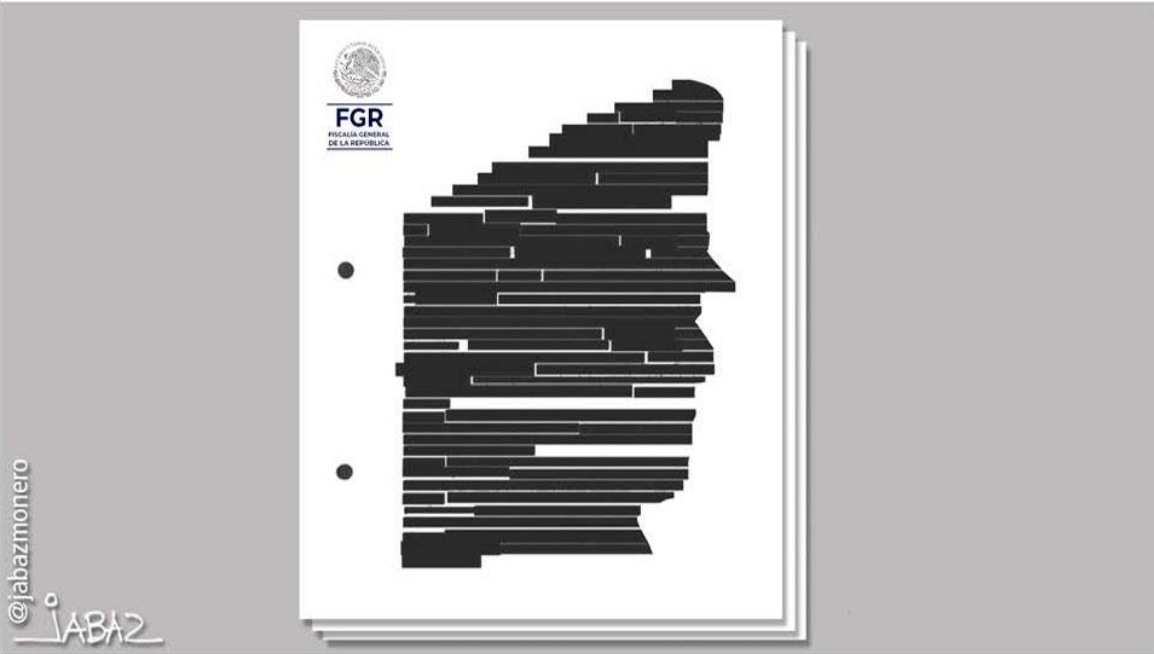 FGR
FISCALÍA GENERAL
DE LA REPÚBLICA
@jabazmonero
JABAZ